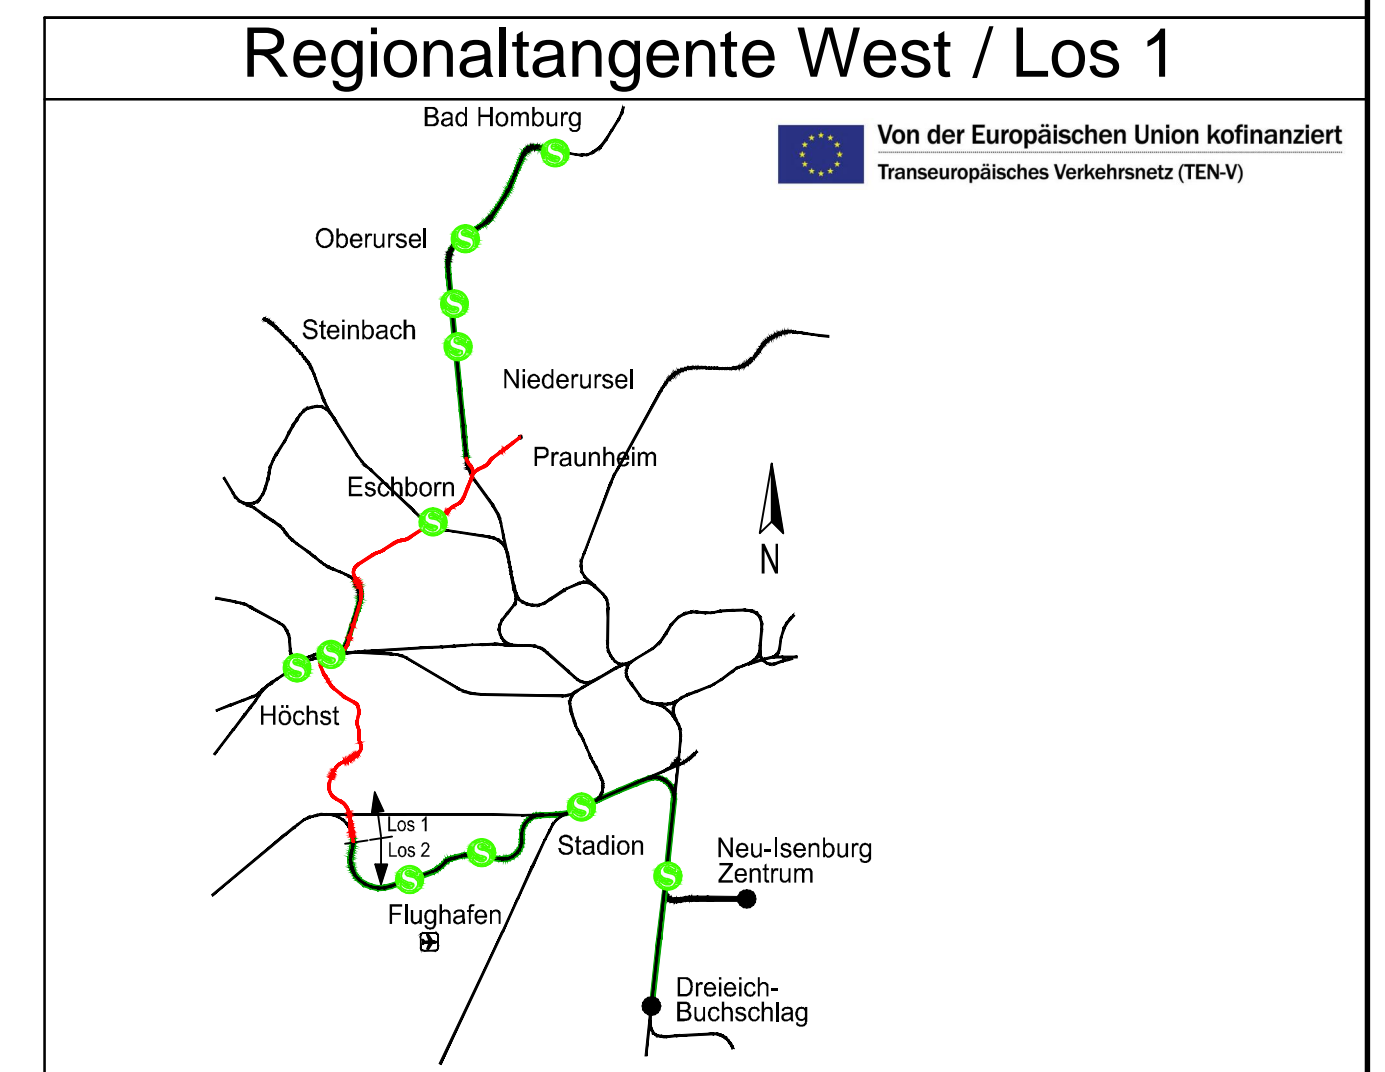 Regionaltangente West / Los 1
Bad Homburg
Von der Europäischen Union kofinanziert
Transeuropäisches Verkehrsnetz (TEN-V)
Oberursel
Steinbach
Niederursel
Praunheim
Eschborn
N
Höchst
Los 1
Los 2
Stadion
Neu-Isenburg
Zentrum
Flughafen
Dreieich-
Buchschlag